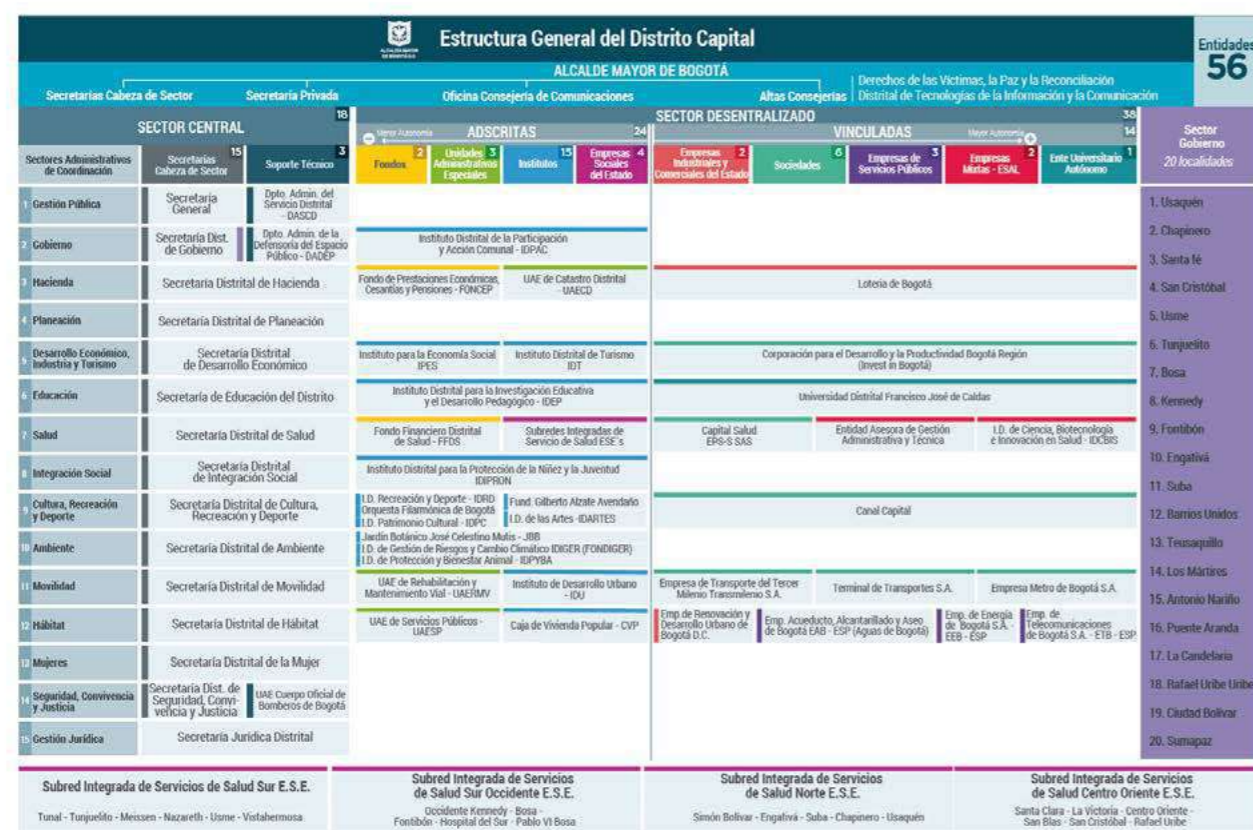 ALCALDÍA MAYOR
DE BOGOTÁ D.C.
Estructura General del Distrito Capital
Entidades
56
ALCALDE MAYOR DE BOGOTÁ
Secretarías Cabeza de Sector
Secretaría Privada
Oficina Consejería de Comunicaciones
Altas Consejerías
Derechos de las Víctimas, la Paz y la Reconciliación
Distrital de Tecnologías de la Información y la Comunicación
SECTOR CENTRAL
18
SECTOR DESENTRALIZADO
38
Menor Autonomía
ADSCRITAS
24
VINCULADAS
Mayor Autonomía
14
Sector
Gobierno
20 localidades
Sectores Administrativos
de Coordinación
Secretarías
Cabeza de Sector
15
Soporte Técnico
3
Fondos
2
Unidades
Administrativas
Especiales
3
Institutos
15
Empresas
Sociales
del Estado
4
Empresas
Industriales y
Comerciales del Estado
2
Sociedades
6
Empresas de
Servicios Públicos
3
Empresas
Mixtas - ESAL
2
Ente Universitario
Autónomo
1
1 Gestión Pública
Secretaría
General
Dpto. Admin. del
Servicio Distrital
- DASCD
2 Gobierno
Secretaría Dist.
de Gobierno
Dpto. Admin. de la
Defensoría del Espacio
Público - DADEP
Instituto Distrital de la Participación
y Acción Comunal - IDPAC
3 Hacienda
Secretaría Distrital de Hacienda
Fondo de Prestaciones Económicas,
Cesantías y Pensiones - FONCEP
UAE de Catastro Distrital
- UAECD
Lotería de Bogotá
4 Planeación
Secretaría Distrital de Planeación
5 Desarrollo Económico,
Industria y Turismo
Secretaría Distrital
de Desarrollo Económico
Instituto para la Economía Social
IPES
Instituto Distrital de Turismo
IDT
Corporación para el Desarrollo y la Productividad Bogotá Región
(Invest in Bogotá)
6 Educación
Secretaría de Educación del Distrito
Instituto Distrital para la Investigación Educativa
y el Desarrollo Pedagógico - IDEP
Universidad Distrital Francisco José de Caldas
7 Salud
Secretaría Distrital de Salud
Fondo Financiero Distrital
de Salud - FFDS
Subredes Integradas de
Servicio de Salud ESE´s
Capital Salud
EPS-S SAS
Entidad Asesora de Gestión
Administrativa y Técnica
I.D. de Ciencia, Biotecnología
e Innovación en Salud - IDCBIS
8 Integración Social
Secretaría Distrital
de Integración Social
Instituto Distrital para la Protección de la Niñez y la Juventud
IDIPRON
9 Cultura, Recreación
y Deporte
Secretaría Distrital de Cultura,
Recreación y Deporte
I.D. Recreación y Deporte - IDRD
Orquesta Filarmónica de Bogotá
I.D. Patrimonio Cultural - IDPC
Fund. Gilberto Alzate Avendaño
I.D. de las Artes -IDARTES
Canal Capital
10 Ambiente
Secretaría Distrital de Ambiente
Jardín Botánico José Celestino Mutis - JBB
I.D. de Gestión de Riesgos y Cambio Climático IDIGER (FONDIGER)
I.D. de Protección y Bienestar Animal - IDPYBA
11 Movilidad
Secretaría Distrital de Movilidad
UAE de Rehabilitación y
Mantenimiento Vial - UAERMV
Instituto de Desarrollo Urbano
- IDU
Empresa de Transporte del Tercer
Milenio Transmilenio S.A.
Terminal de Transportes S.A.
Empresa Metro de Bogotá S.A.
12 Hábitat
Secretaría Distrital de Hábitat
UAE de Servicios Públicos -
UAESP
Caja de Vivienda Popular - CVP
Emp. de Renovación y
Desarrollo Urbano de
Bogotá D.C.
Emp. Acueducto, Alcantarillado y Aseo
de Bogotá EAB - ESP (Aguas de Bogotá)
Emp. de Energía
de Bogotá S.A. -
EEB - ESP
Emp. de
Telecomunicaciones
de Bogotá S.A. - ETB - ESP
13 Mujeres
Secretaría Distrital de la Mujer
14 Seguridad, Convivencia
y Justicia
Secretaría Dist. de
Seguridad, Convi-
vencia y Justicia
UAE Cuerpo Oficial de
Bomberos de Bogotá
15 Gestión Jurídica
Secretaría Jurídica Distrital
1. Usaquén
2. Chapinero
3. Santa fé
4. San Cristóbal
5. Usme
6. Tunjuelito
7. Bosa
8. Kennedy
9. Fontibón
10. Engativá
11. Suba
12. Barrios Unidos
13. Teusaquillo
14. Los Mártires
15. Antonio Nariño
16. Puente Aranda
17. La Candelaria
18. Rafael Uribe Uribe
19. Ciudad Bolívar
20. Sumapaz
Subred Integrada de Servicios de Salud Sur E.S.E.
Tunal - Tunjuelito - Meissen - Nazareth - Usme - Vistahermosa
Subred Integrada de Servicios
de Salud Sur Occidente E.S.E.
Occidente Kennedy - Bosa -
Fontibón - Hospital del Sur - Pablo VI Bosa
Subred Integrada de Servicios
de Salud Norte E.S.E.
Simón Bolívar - Engativá - Suba - Chapinero - Usaquén
Subred Integrada de Servicios
de Salud Centro Oriente E.S.E.
Santa Clara - La Victoria - Centro Oriente -
San Blas - San Cristóbal - Rafael Uribe